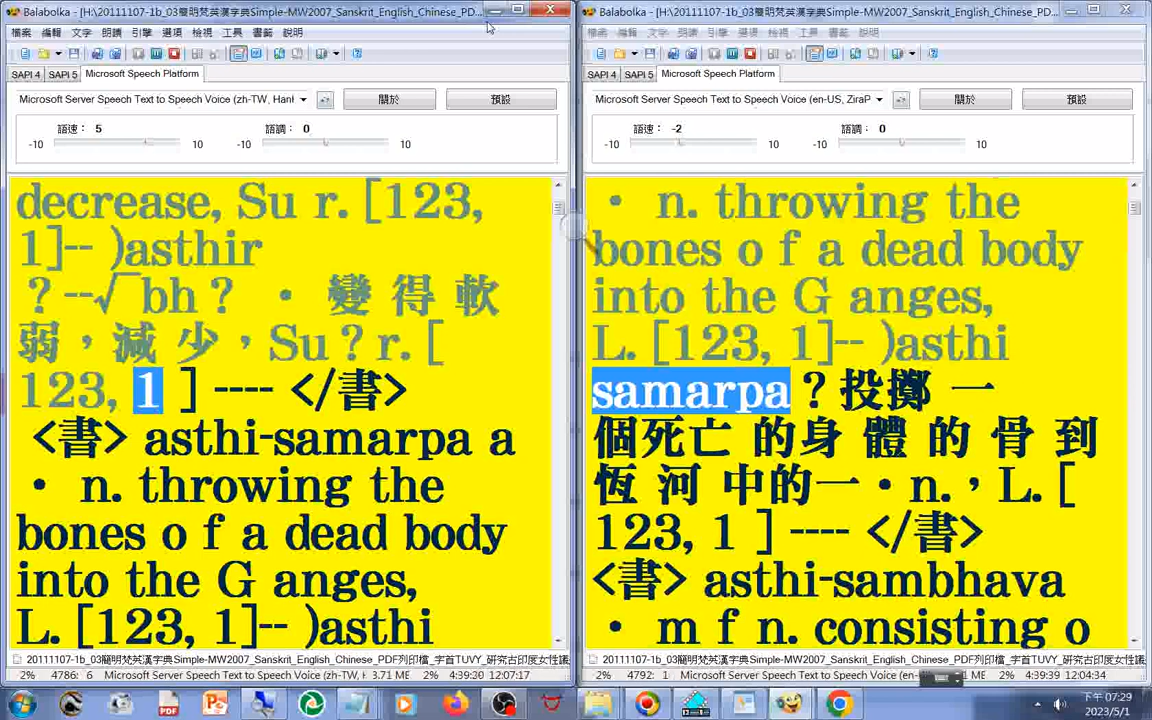 Balabolka - [H:\20111107-1b_03簡明梵英漢字典Simple-MW2007_Sanskrit_English_Chinese_PD...
檔案 編輯 文字 朗讀 引擎 選項 檢視 工具 書籤 說明
SAPI 4 SAPI 5 Microsoft Speech Platform
Microsoft Server Speech Text to Speech Voice (zh-TW, Hanl
關於 預設
語速： 5 語調： 0
-10 10 -10 10
decrease, Su r. [123,
1]-- )asthir
？--√bh？ • 變 得 軟
弱，減 少，Su？r. [
123, 1 ] ---- </書>
<書> asthi-samarpa a
• n. throwing the
bones o f a dead body
into the G anges,
L. [123, 1]-- )asthi
20111107-1b_03簡明梵英漢字典Simple-MW2007_Sanskrit_English_Chinese_PDF列印檔_字首TUVY_研究古印度女性議
2% 4786: 6 Microsoft Server Speech Text to Speech Voice (zh-TW, H 3.71 MB 2% 4:39:20 12:07:17
Balabolka - [H:\20111107-1b_03簡明梵英漢字典Simple-MW2007_Sanskrit_English_Chinese_PD...
檔案 編輯 文字 朗讀 引擎 選項 檢視 工具 書籤 說明
SAPI 4 SAPI 5 Microsoft Speech Platform
Microsoft Server Speech Text to Speech Voice (en-US, ZiraP
關於 預設
語速： -2 語調： 0
-10 10 -10 10
• n. throwing the
bones o f a dead body
into the G anges,
L. [123, 1]-- )asthi
samarpa ？投擲 一
個死亡 的身 體 的 骨 到
恆 河 中的一•n.，L. [
123, 1 ] ---- </書>
<書> asthi-sambhava
• m f n. consisting o
20111107-1b_03簡明梵英漢字典Simple-MW2007_Sanskrit_English_Chinese_PDF列印檔_字首TUVY_研究古印度女性議
2% 4792: 1 Microsoft Server Speech Text to Speech Voice 3.71 MB 2% 4:39:29 12:04:34
下午 07:29
2023/5/1